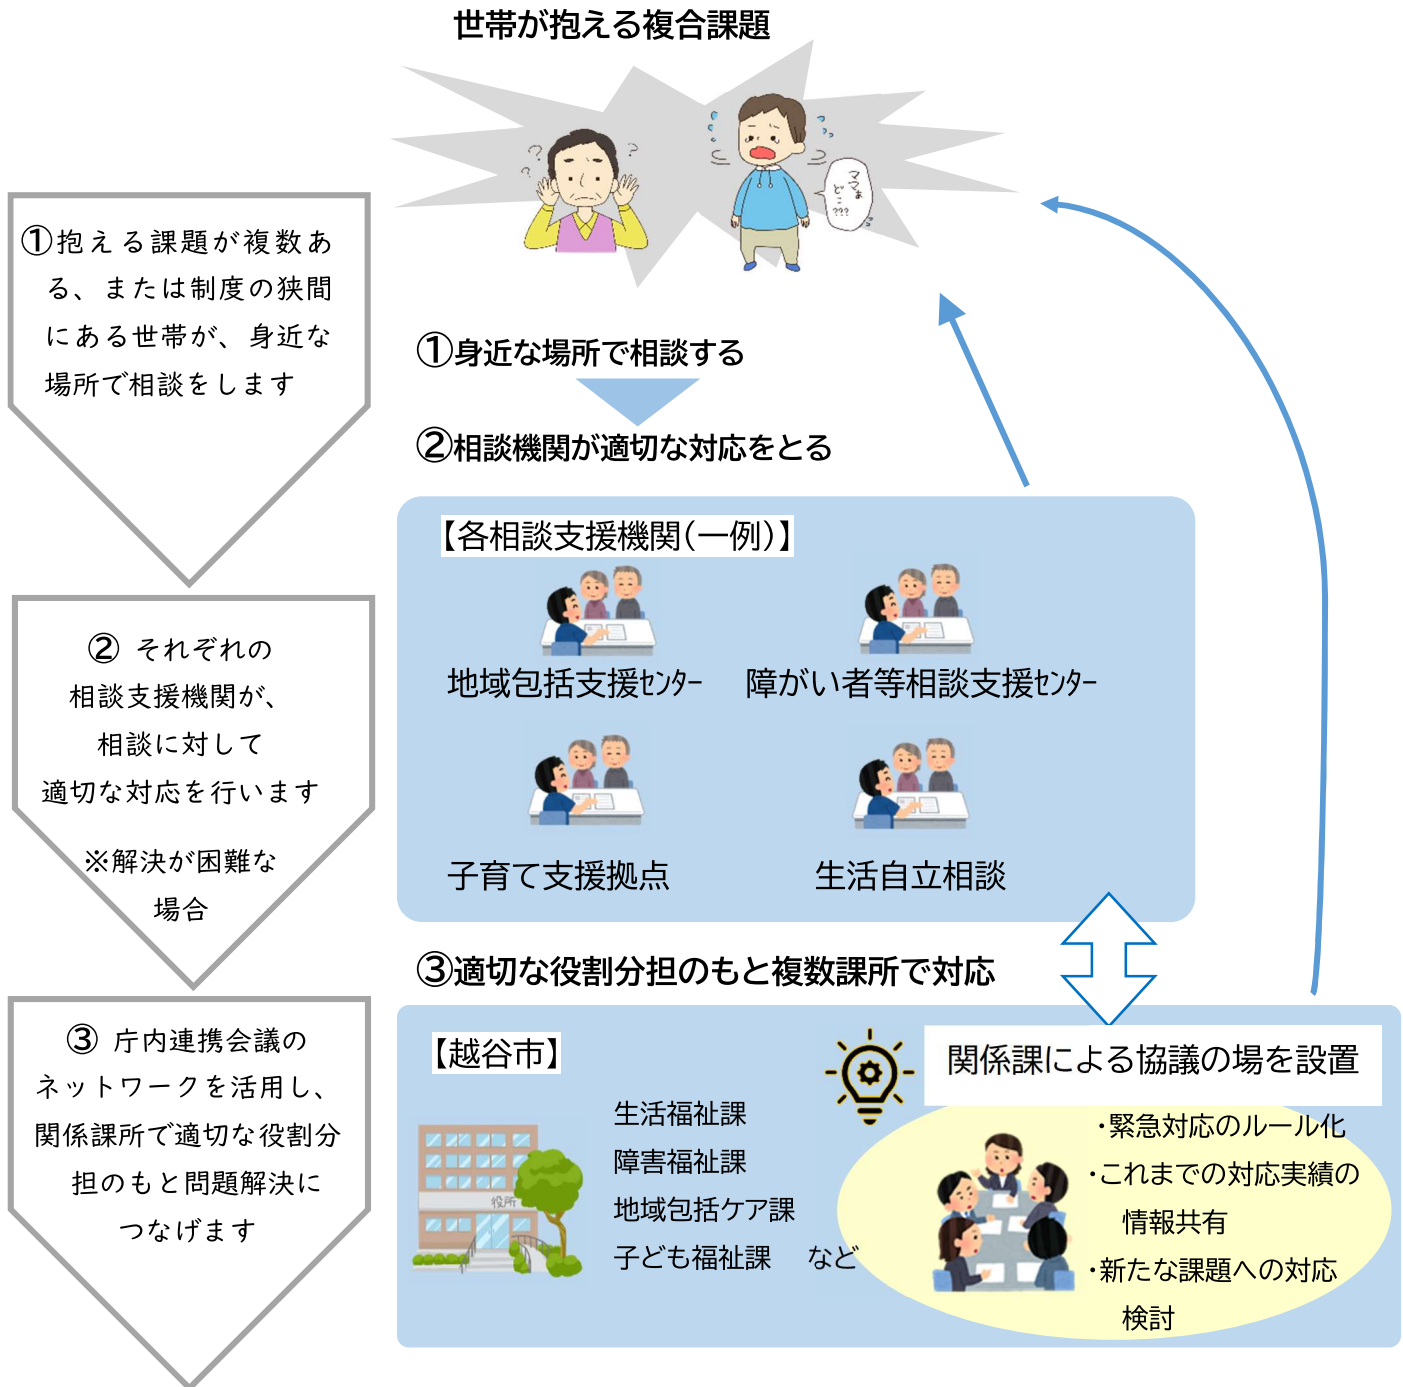 世帯が抱える複合課題
ママぁ
どこ
???
①抱える課題が複数あ
る、または制度の狭間
にある世帯が、身近な
場所で相談をします
①身近な場所で相談する
②相談機関が適切な対応をとる
【各相談支援機関(一例)】
地域包括支援ｾﾝﾀｰ
障がい者等相談支援ｾﾝﾀｰ
子育て支援拠点
生活自立相談
② それぞれの
相談支援機関が、
相談に対して
適切な対応を行います
※解決が困難な
場合
③適切な役割分担のもと複数課所で対応
③ 庁内連携会議の
ネットワークを活用し、
関係課所で適切な役割分
担のもと問題解決に
つなげます
【越谷市】
役所
生活福祉課
障害福祉課
地域包括ケア課
子ども福祉課 など
関係課による協議の場を設置
・緊急対応のルール化
・これまでの対応実績の
情報共有
・新たな課題への対応
検討